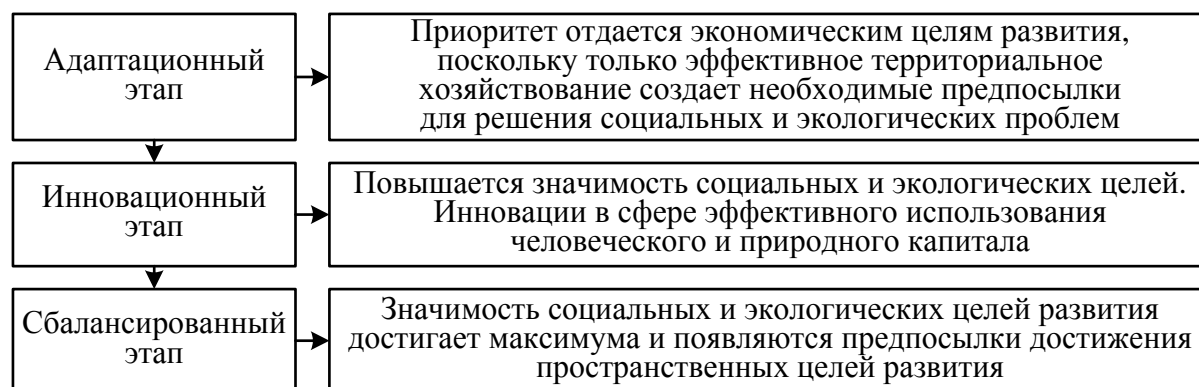 Адаптационный
этап
Приоритет отдается экономическим целям развития,
поскольку только эффективное территориальное
хозяйствование создает необходимые предпосылки
для решения социальных и экологических проблем
Инновационный
этап
Повышается значимость социальных и экологических целей.
Инновации в сфере эффективного использования
человеческого и природного капитала
Сбалансированный
этап
Значимость социальных и экологических целей развития
достигает максимума и появляются предпосылки достижения
пространственных целей развития